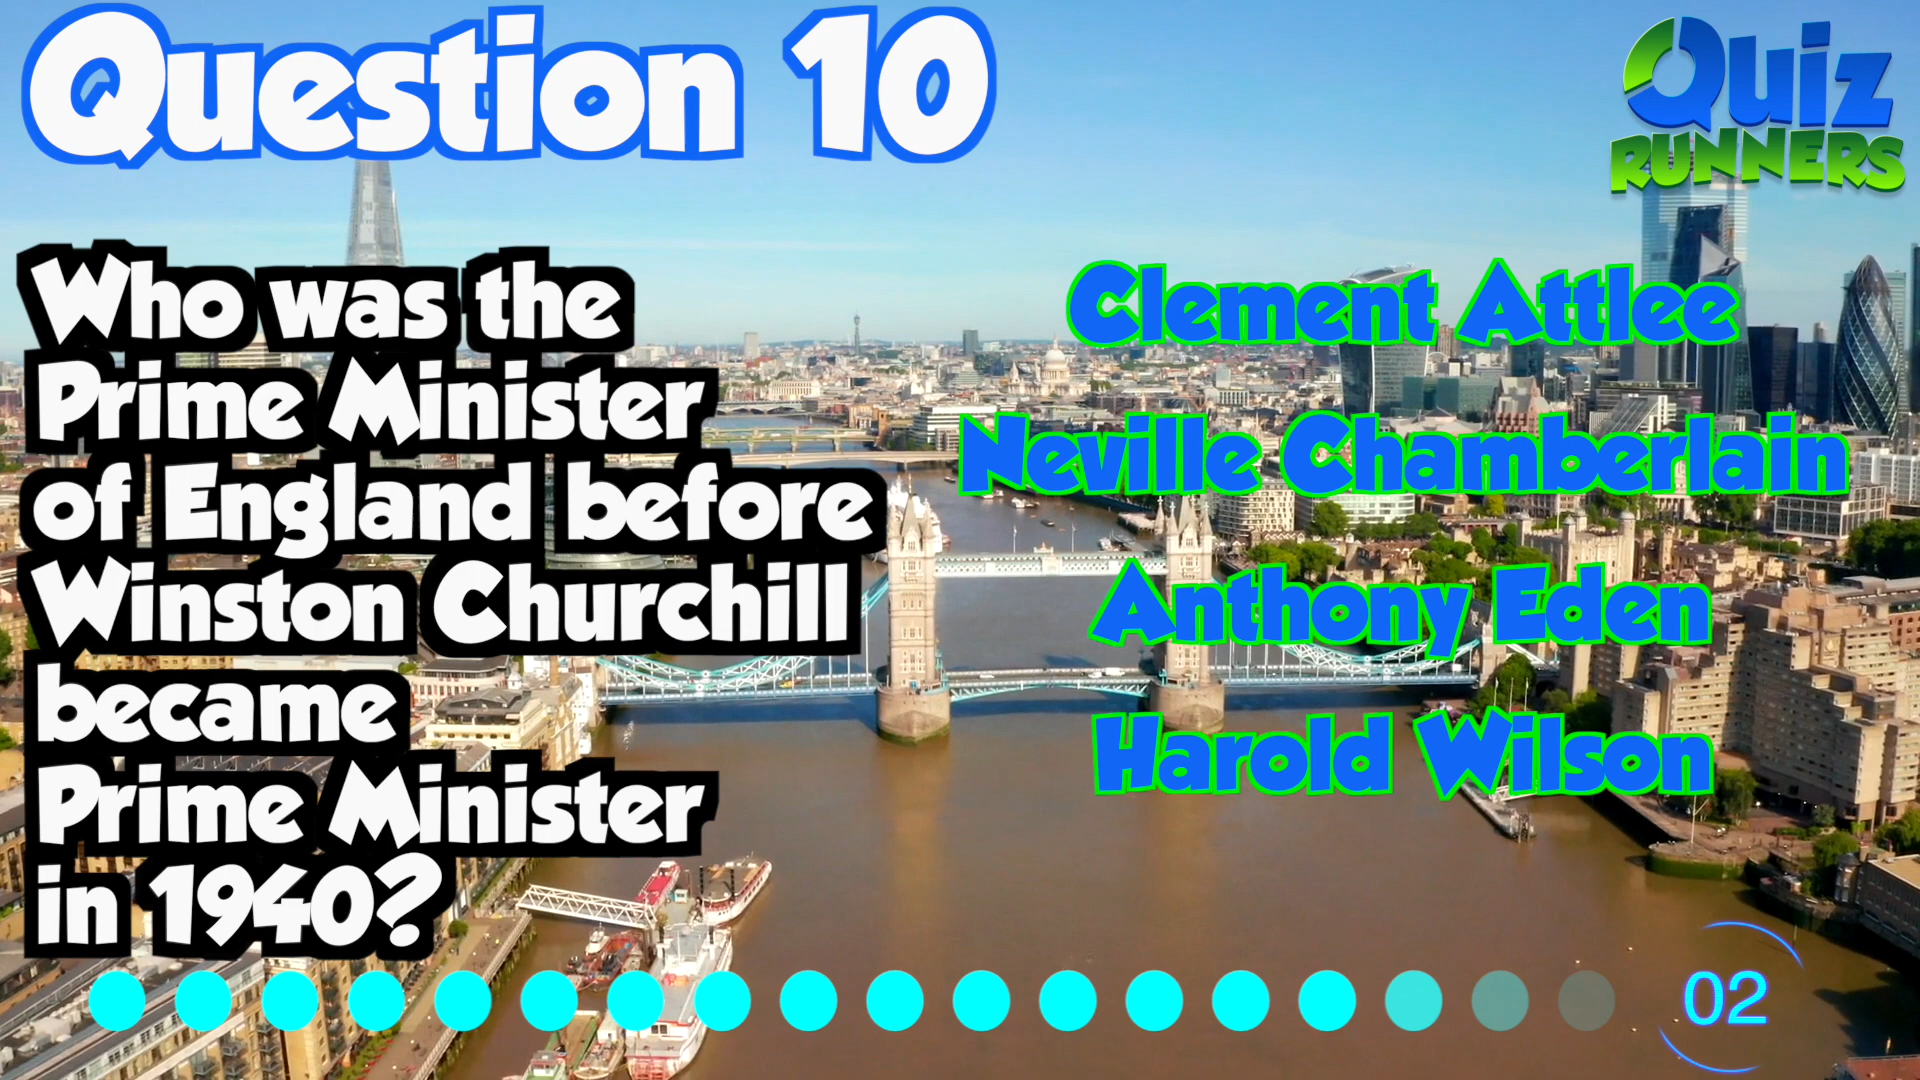 Question 10
Quiz
RUNNERS
Who was the
Prime Minister
of England before
Winston Churchill
became
Prime Minister
in 1940?
Clement Attlee
Neville Chamberlain
Anthony Eden
Harold Wilson
02